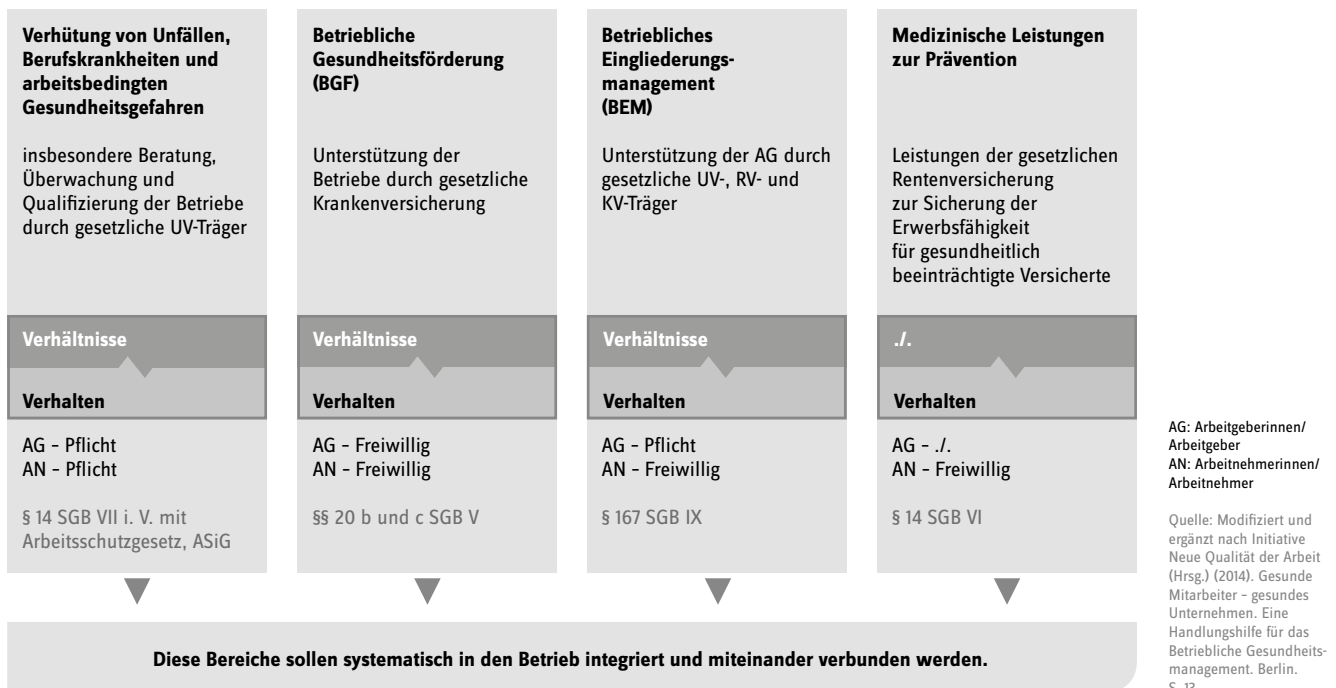 Verhütung von Unfällen,
Berufskrankheiten und
arbeitsbedingten
Gesundheitsgefahren
insbesondere Beratung,
Überwachung und
Qualifizierung der Betriebe
durch gesetzliche UV-Träger
Verhältnisse
Verhalten
AG – Pflicht
AN – Pflicht
§ 14 SGB VII i. V. mit
Arbeitsschutzgesetz, ASiG
Betriebliche
Gesundheitsförderung
(BGF)
Unterstützung der
Betriebe durch gesetzliche
Krankenversicherung
Verhältnisse
Verhalten
AG – Freiwillig
AN – Freiwillig
§§ 20 b und c SGB V
Betriebliches
Eingliederungs-
management
(BEM)
Unterstützung der AG durch
gesetzliche UV-, RV- und
KV-Träger
Verhältnisse
Verhalten
AG – Pflicht
AN – Freiwillig
§ 167 SGB IX
Medizinische Leistungen
zur Prävention
Leistungen der gesetzlichen
Rentenversicherung
zur Sicherung der
Erwerbsfähigkeit
für gesundheitlich
beeinträchtigte Versicherte
./.
Verhalten
AG – ./.
AN – Freiwillig
§ 14 SGB VI
Diese Bereiche sollen systematisch in den Betrieb integriert und miteinander verbunden werden.
AG: Arbeitgeberinnen/
Arbeitgeber
AN: Arbeitnehmerinnen/
Arbeitnehmer
Quelle: Modifiziert und
ergänzt nach Initiative
Neue Qualität der Arbeit
(Hrsg.) (2014). Gesunde
Mitarbeiter – gesundes
Unternehmen. Eine
Handlungshilfe für das
Betriebliche Gesundheits-
management. Berlin.
S. 13